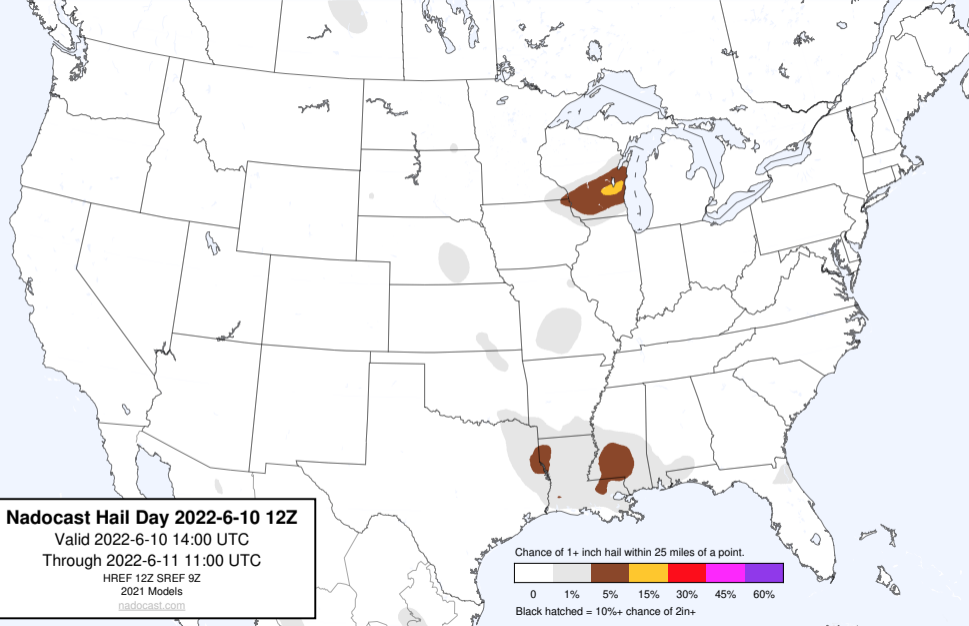 Nadocast Hail Day 2022-6-10 12Z
Valid 2022-6-10 14:00 UTC
Through 2022-6-11 11:00 UTC
HREF 12Z SREF 9Z
2021 Models
nadocast.com
Chance of 1+ inch hail within 25 miles of a point.
0 1% 5% 15% 30% 45% 60%
Black hatched = 10%+ chance of 2in+